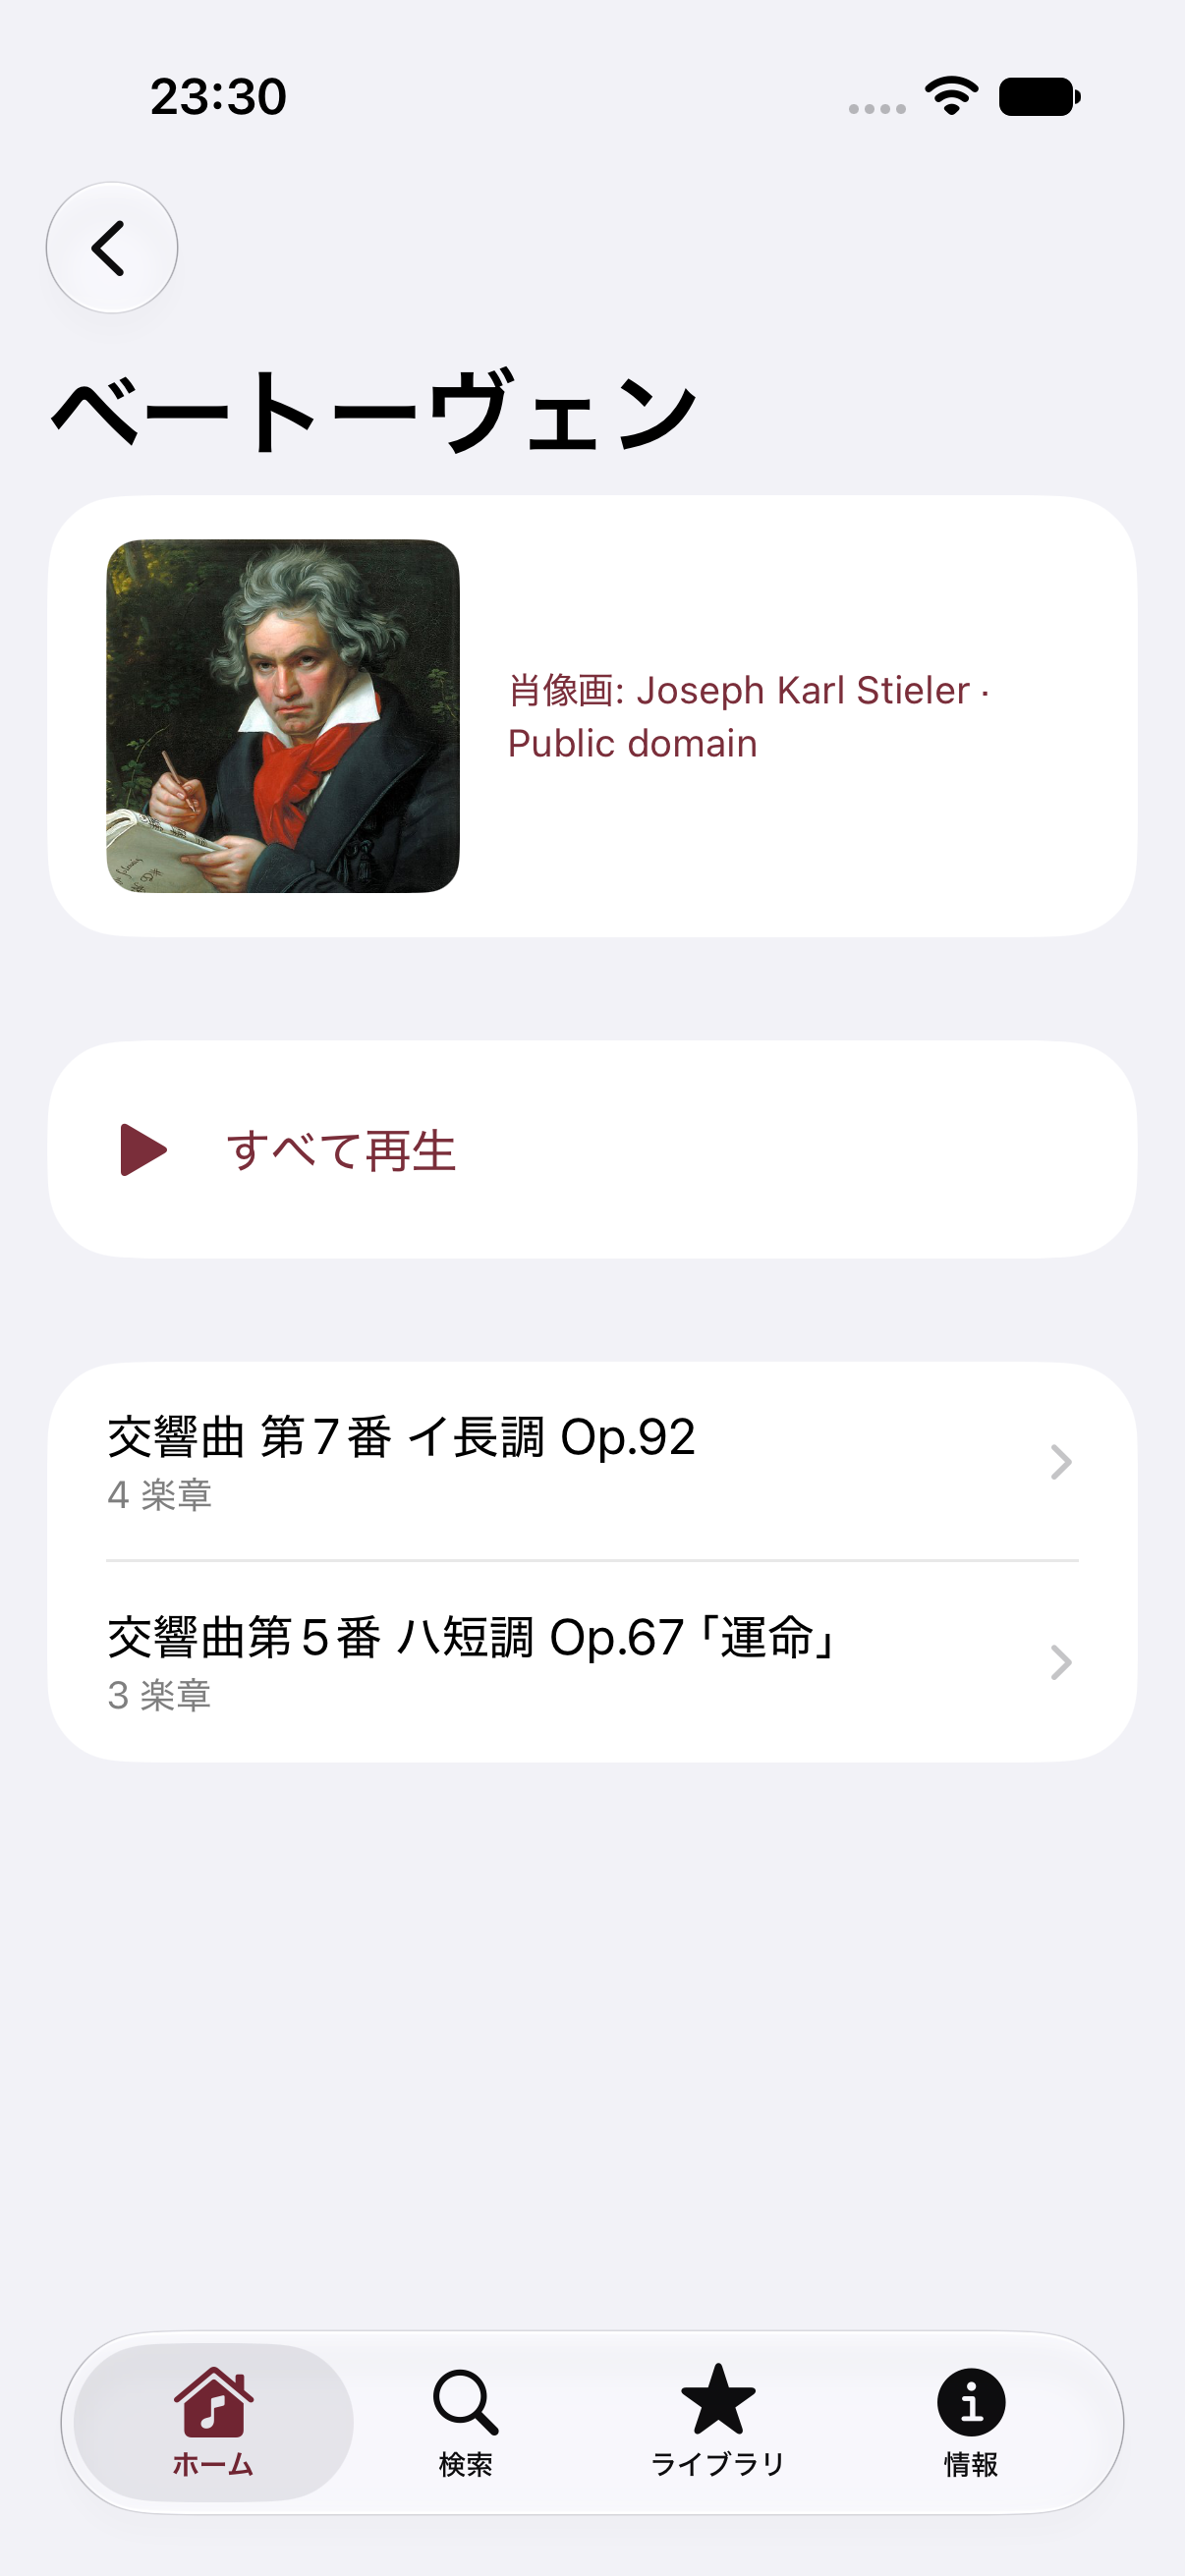 23:30
ベートーヴェン
肖像画: Joseph Karl Stieler ·
Public domain
すべて再生
交響曲 第7番 イ長調 Op.92
4 楽章
交響曲第5番 ハ短調 Op.67「運命」
3 楽章
ホーム
検索
ライブラリ
情報